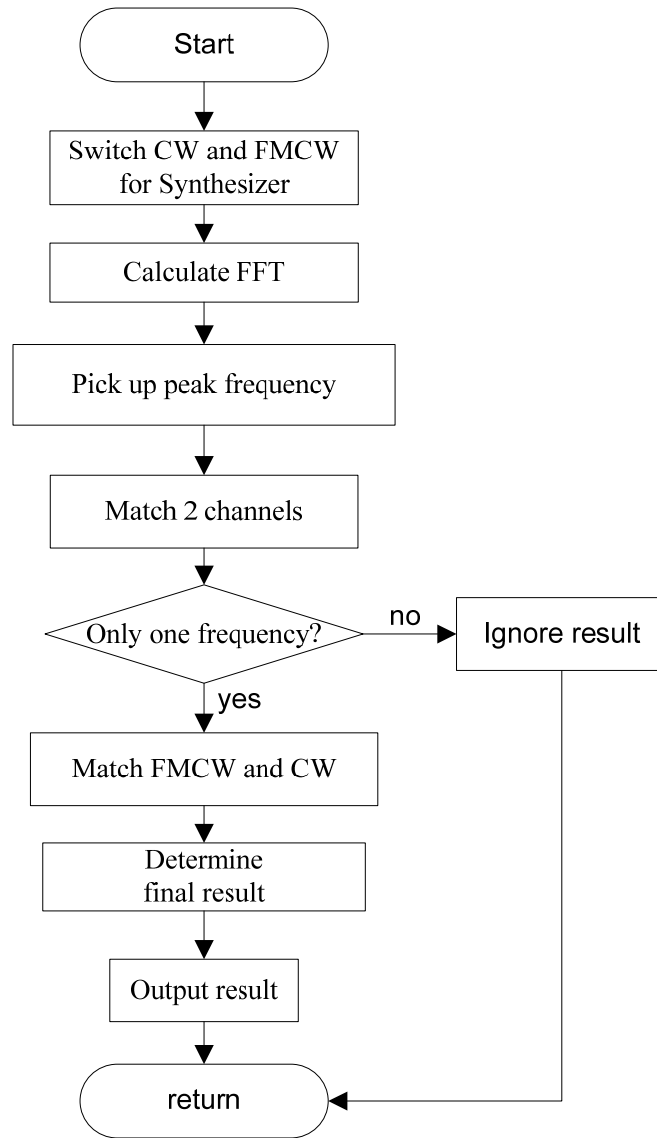 Start
Switch CW and FMCW
for Synthesizer
Calculate FFT
Pick up peak frequency
Match 2 channels
Only one frequency?
no
Ignore result
yes
Match FMCW and CW
Determine
final result
Output result
return